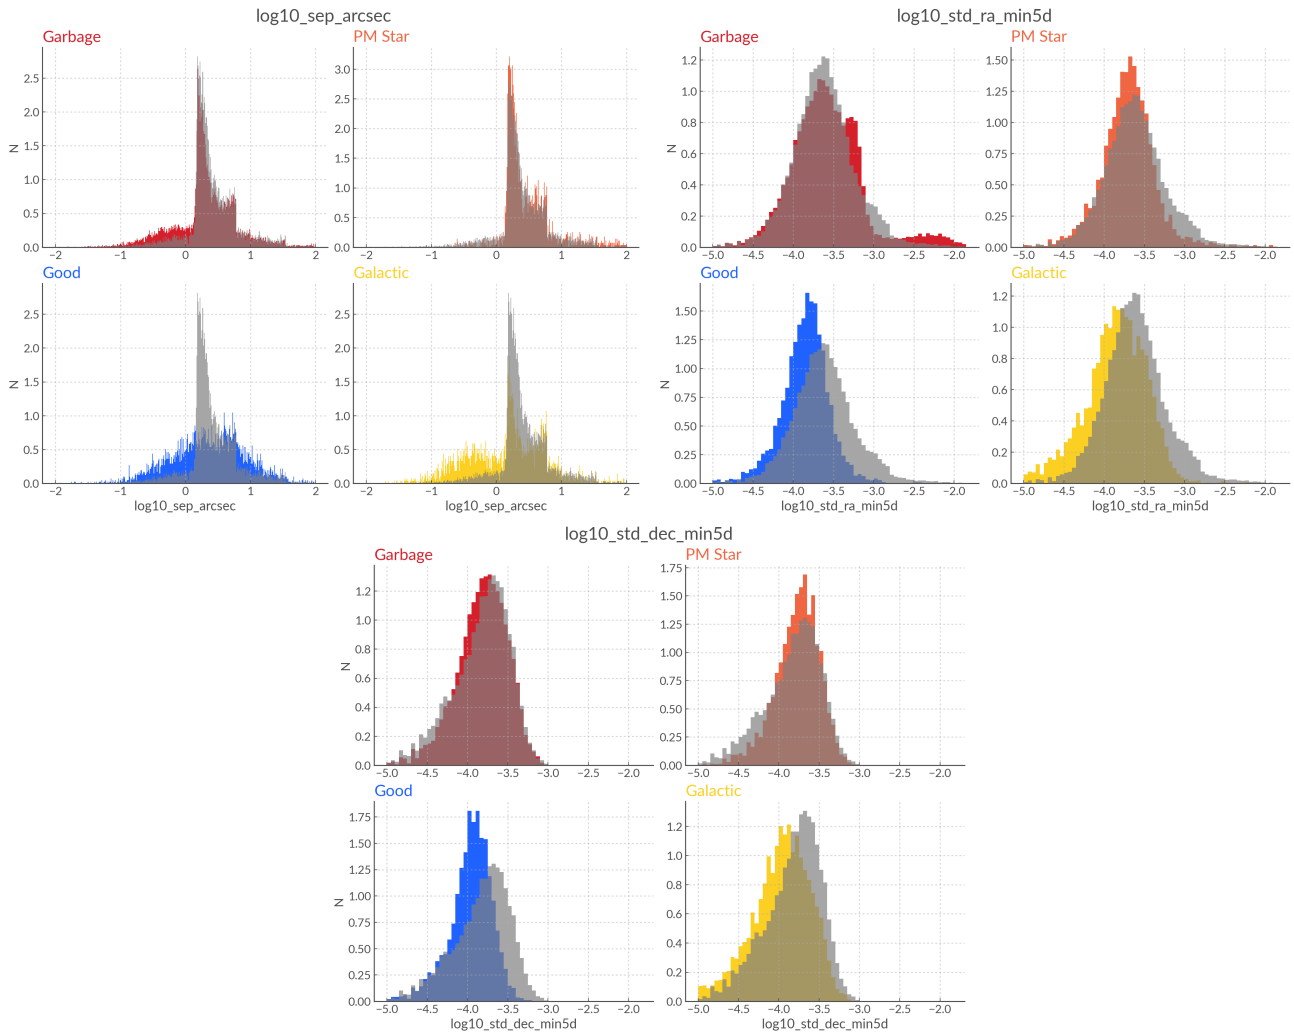 log10_sep_arcsec
Garbage
PM Star
N
2.5
2.0
1.5
1.0
0.5
0.0
−2 −1 0 1 2
3.0
2.5
2.0
1.5
1.0
0.5
0.0
−2 −1 0 1 2
Good
Galactic
2.5
2.0
1.5
1.0
0.5
0.0
N
−2 −1 0 1 2
log10_sep_arcsec
2.5
2.0
1.5
1.0
0.5
0.0
−2 −1 0 1 2
log10_sep_arcsec
log10_std_ra_min5d
Garbage
PM Star
N
1.2
1.0
0.8
0.6
0.4
0.2
0.0
−5.0 −4.5 −4.0 −3.5 −3.0 −2.5 −2.0
1.50
1.25
1.00
0.75
0.50
0.25
0.00
−5.0 −4.5 −4.0 −3.5 −3.0 −2.5 −2.0
Good
Galactic
N
1.50
1.25
1.00
0.75
0.50
0.25
0.00
−5.0 −4.5 −4.0 −3.5 −3.0 −2.5 −2.0
log10_std_ra_min5d
1.2
1.0
0.8
0.6
0.4
0.2
0.0
−5.0 −4.5 −4.0 −3.5 −3.0 −2.5 −2.0
log10_std_ra_min5d
log10_std_dec_min5d
Garbage
PM Star
N
1.2
1.0
0.8
0.6
0.4
0.2
0.0
−5.0 −4.5 −4.0 −3.5 −3.0 −2.5 −2.0
1.75
1.50
1.25
1.00
0.75
0.50
0.25
0.00
−5.0 −4.5 −4.0 −3.5 −3.0 −2.5 −2.0
Good
Galactic
N
1.75
1.50
1.25
1.00
0.75
0.50
0.25
0.00
−5.0 −4.5 −4.0 −3.5 −3.0 −2.5 −2.0
log10_std_dec_min5d
1.2
1.0
0.8
0.6
0.4
0.2
0.0
−5.0 −4.5 −4.0 −3.5 −3.0 −2.5 −2.0
log10_std_dec_min5d